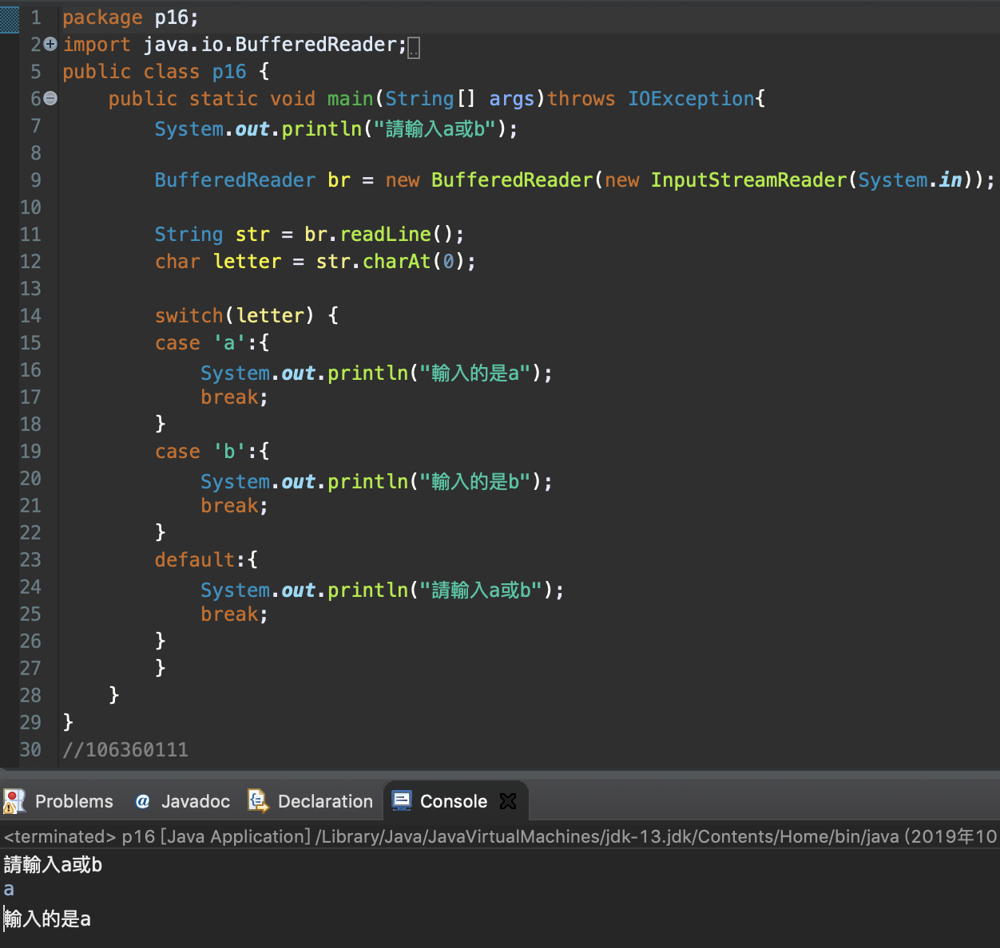 1 package p16;
2 import java.io.BufferedReader;
5 public class p16 {
6     public static void main(String[] args)throws IOException{
7         System.out.println("請輸入a或b");
8
9         BufferedReader br = new BufferedReader(new InputStreamReader(System.in));
10
11         String str = br.readLine();
12         char letter = str.charAt(0);
13
14         switch(letter) {
15         case 'a':{
16             System.out.println("輸入的是a");
17             break;
18         }
19         case 'b':{
20             System.out.println("輸入的是b");
21             break;
22         }
23         default:{
24             System.out.println("請輸入a或b");
25             break;
26         }
27         }
28     }
29 }
30 //106360111
Problems @ Javadoc Declaration Console
<terminated> p16 [Java Application] /Library/Java/JavaVirtualMachines/jdk-13.jdk/Contents/Home/bin/java (2019年10
請輸入a或b
a
輸入的是a